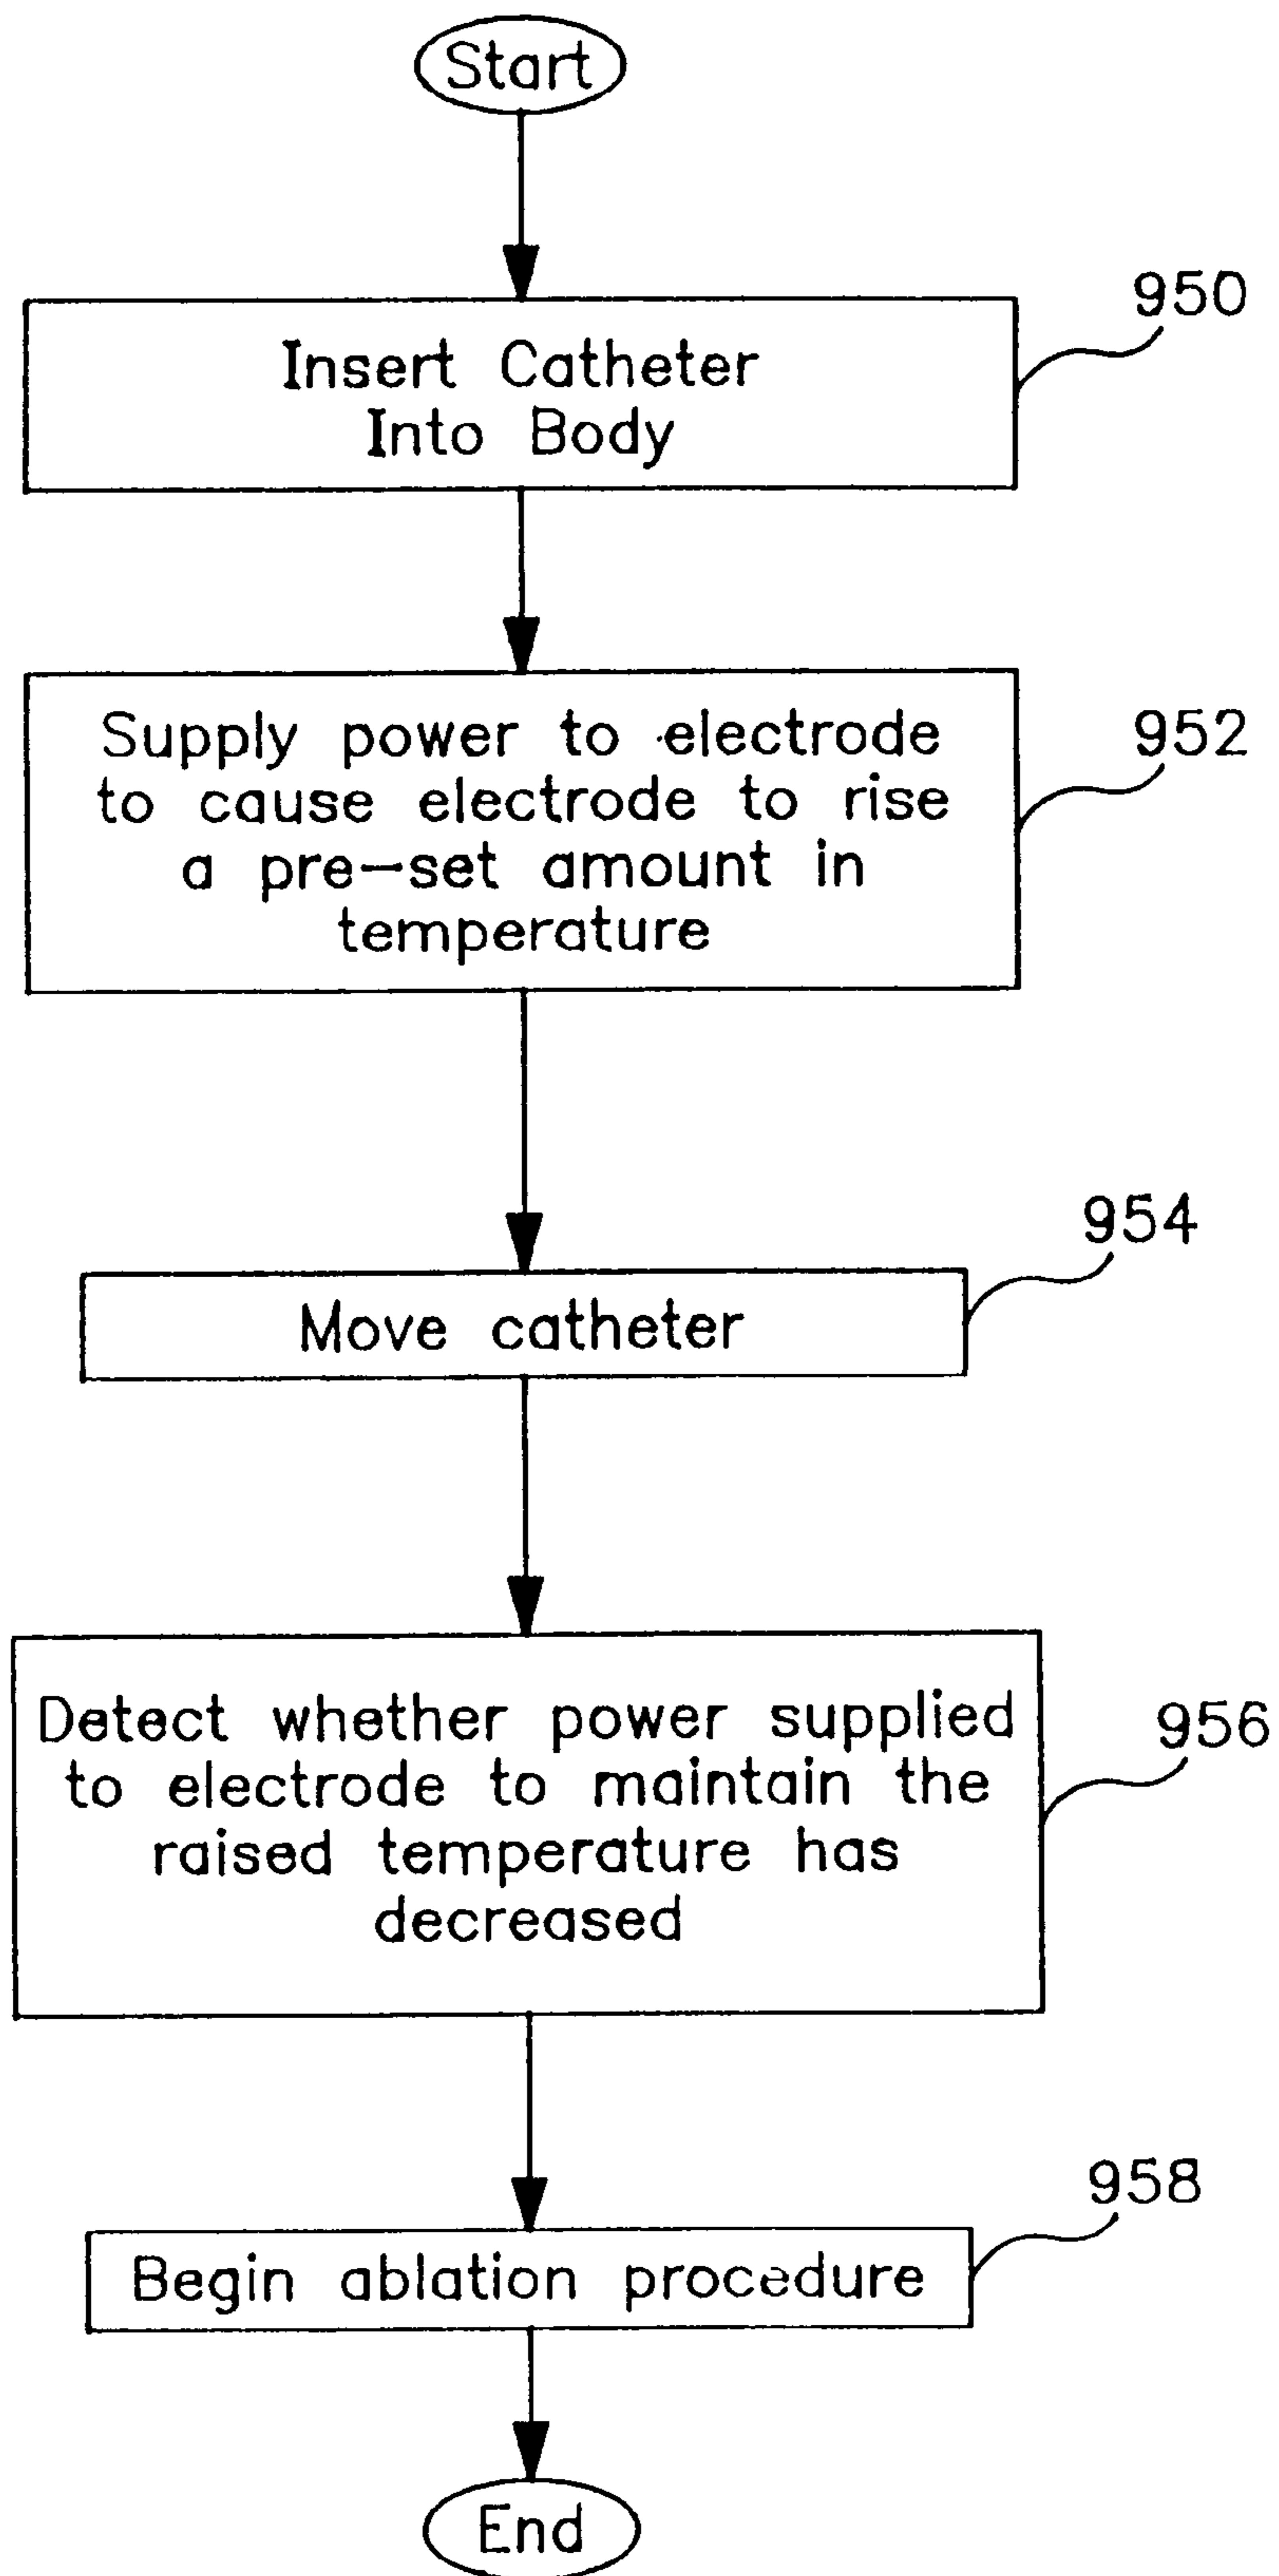 Start
950
Insert Catheter
Into Body
952
Supply power to electrode
to cause electrode to rise
a pre-set amount in
temperature
954
Move catheter
956
Detect whether power supplied
to electrode to maintain the
raised temperature has
decreased
958
Begin ablation procedure
End